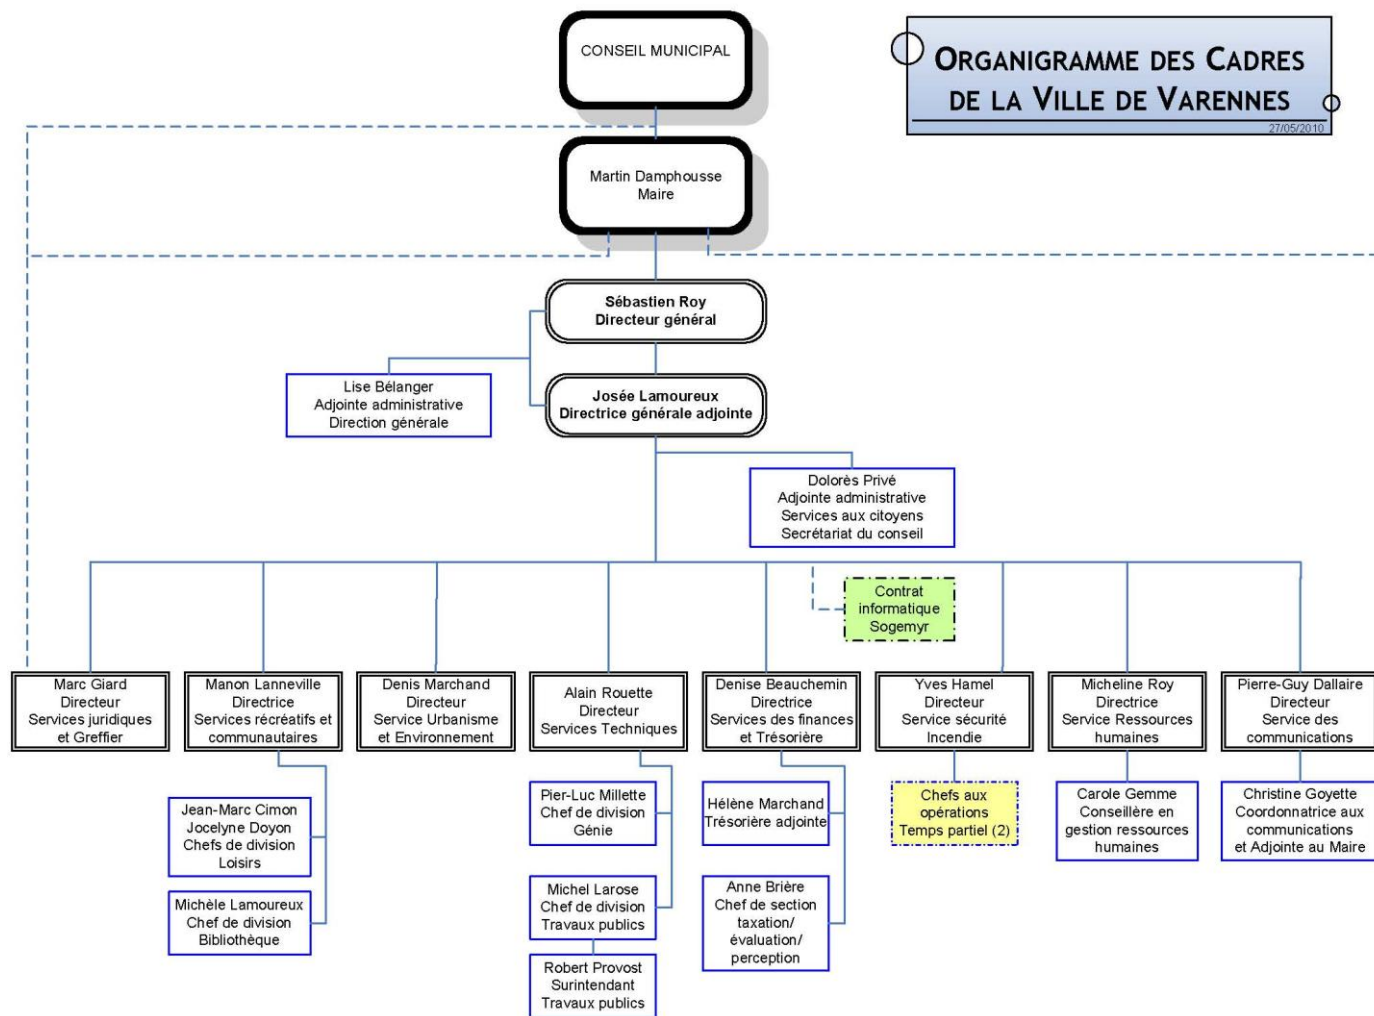 CONSEIL MUNICIPAL
ORGANIGRAMME DES CADRES
DE LA VILLE DE VARENNES
27/05/2010
Martin Damphousse
Maire
Sébastien Roy
Directeur général
Lise Bélanger
Adjointe administrative
Direction générale
Josée Lamoureux
Directrice générale adjointe
Dolorès Privé
Adjointe administrative
Services aux citoyens
Secrétariat du conseil
Contrat
informatique
Sogemyr
Marc Giard
Directeur
Services juridiques
et Greffier
Manon Lanneville
Directrice
Services récréatifs et
communautaires
Denis Marchand
Directeur
Service Urbanisme
et Environnement
Alain Rouette
Directeur
Services Techniques
Denise Beauchemin
Directrice
Services des finances
et Trésorière
Yves Hamel
Directeur
Service sécurité
Incendie
Micheline Roy
Directrice
Service Ressources
humaines
Pierre-Guy Dallaire
Directeur
Service des
communications
Jean-Marc Cimon
Jocelyne Doyon
Chefs de division
Loisirs
Michèle Lamoureux
Chef de division
Bibliothèque
Pier-Luc Millette
Chef de division
Génie
Michel Larose
Chef de division
Travaux publics
Robert Provost
Surintendant
Travaux publics
Hélène Marchand
Trésorière adjointe
Anne Brière
Chef de section
taxation/
évaluation/
perception
Chefs aux
opérations
Temps partiel (2)
Carole Gemme
Conseillère en
gestion ressources
humaines
Christine Goyette
Coordonnatrice aux
communications
et Adjointe au Maire